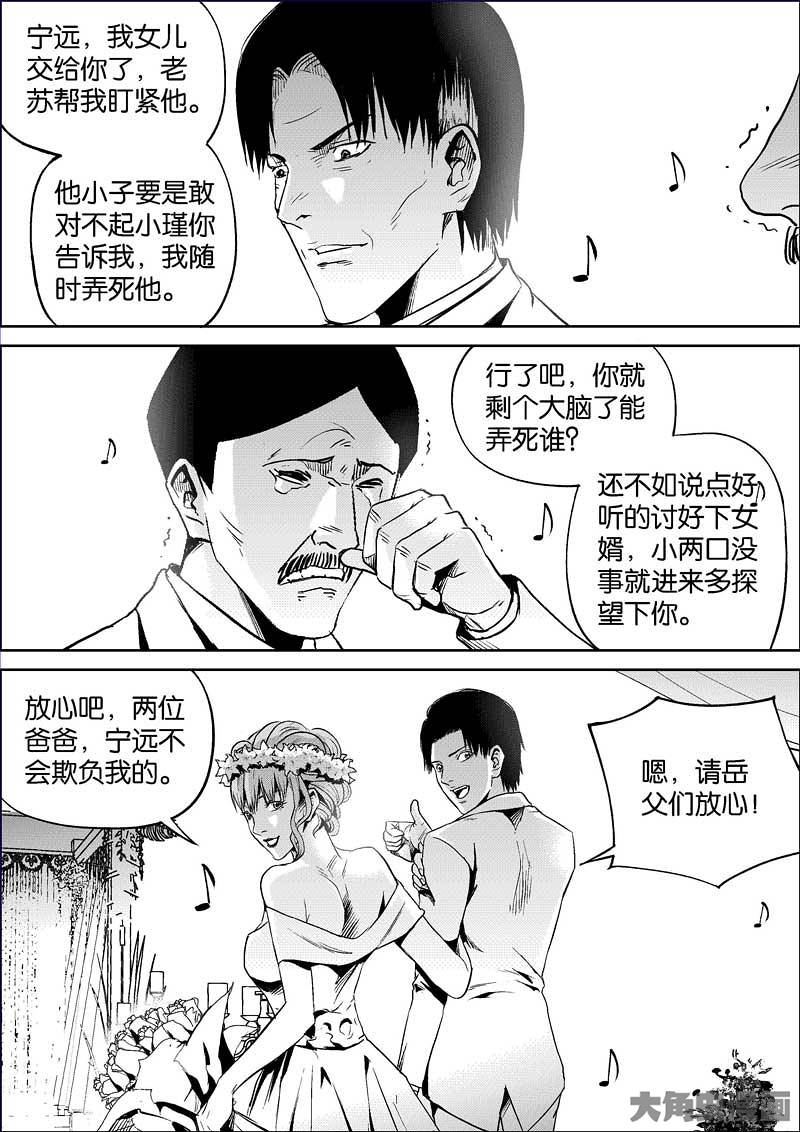 宁远，我女儿
交给你了，老
苏帮我盯紧他。
他小子要是敢
对不起小瑾你
告诉我，我随
时弄死他。
行了吧，你就
剩个大脑了能
弄死谁？
还不如说点好
听的讨好下女
婿，小两口没
事就进来多探
望下你。
放心吧，两位
爸爸，宁远不
会欺负我的。
嗯，请岳
父们放心！